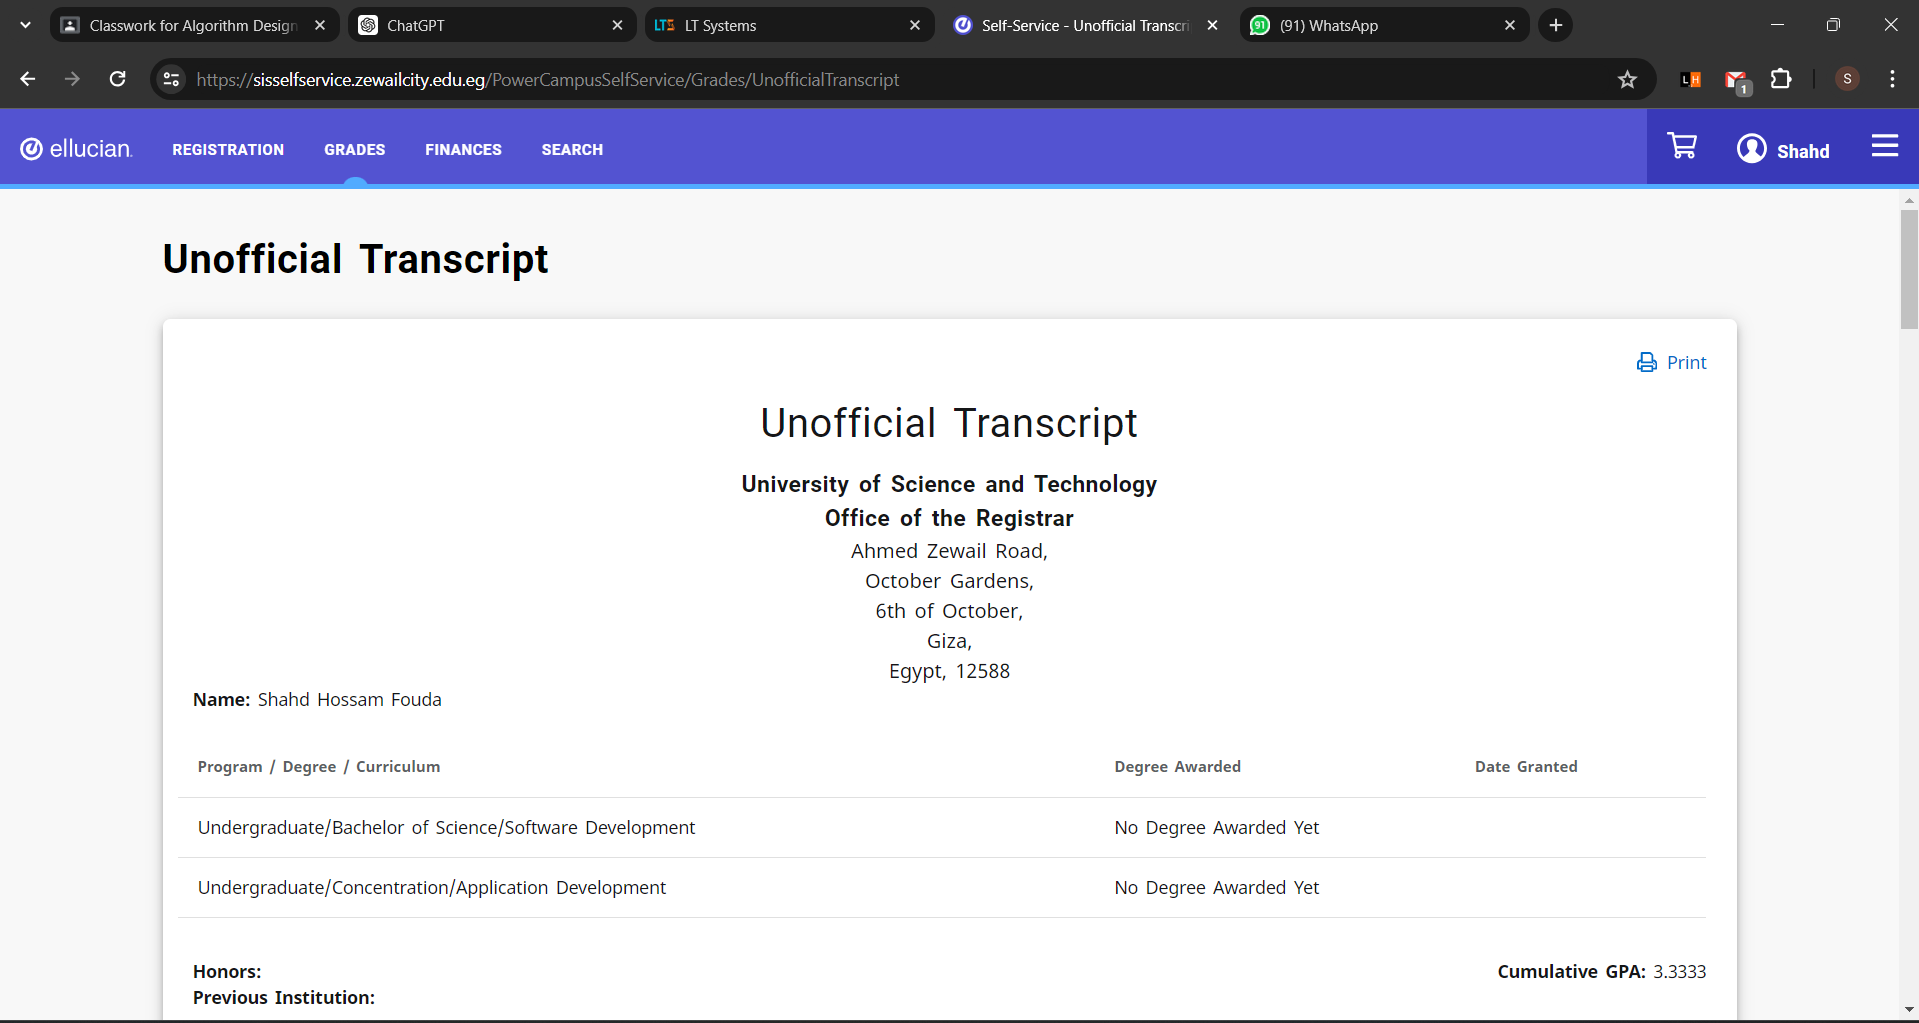 Classwork for Algorithm Design
ChatGPT
LTS LT Systems
Self-Service - Unofficial Transcri
91 (91) WhatsApp
https://sisselfservice.zewailcity.edu.eg/PowerCampusSelfService/Grades/UnofficialTranscript
LH
1
S
ellucian.
REGISTRATION
GRADES
FINANCES
SEARCH
Shahd
Unofficial Transcript
Print
Unofficial Transcript
University of Science and Technology
Office of the Registrar
Ahmed Zewail Road,
October Gardens,
6th of October,
Giza,
Egypt, 12588
Name: Shahd Hossam Fouda
Program / Degree / Curriculum Degree Awarded Date Granted
Undergraduate/Bachelor of Science/Software Development No Degree Awarded Yet
Undergraduate/Concentration/Application Development No Degree Awarded Yet
Honors: Cumulative GPA: 3.3333
Previous Institution: